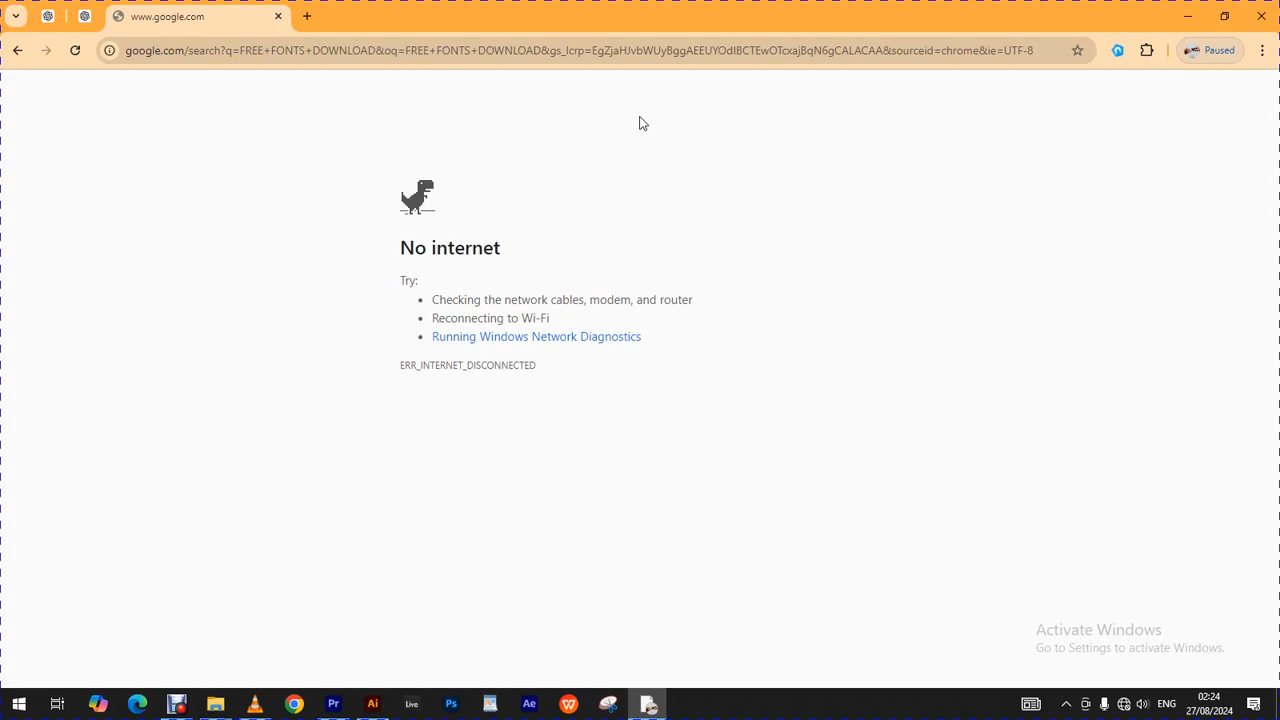 www.google.com
google.com/search?q=FREE+FONTS+DOWNLOAD&oq=FREE+FONTS+DOWNLOAD&gs_lcrp=EgZjaHJvbWUyBggAEEUYOdIBCTEwOTcxajBqN6gCALACAA&sourceid=chrome&ie=UTF-8
Paused
No internet
Try:
Checking the network cables, modem, and router
Reconnecting to Wi-Fi
Running Windows Network Diagnostics
ERR_INTERNET_DISCONNECTED
Activate Windows
Go to Settings to activate Windows.
Pr
Ai
Live
Ps
Ae
W
ENG
02:24
27/08/2024